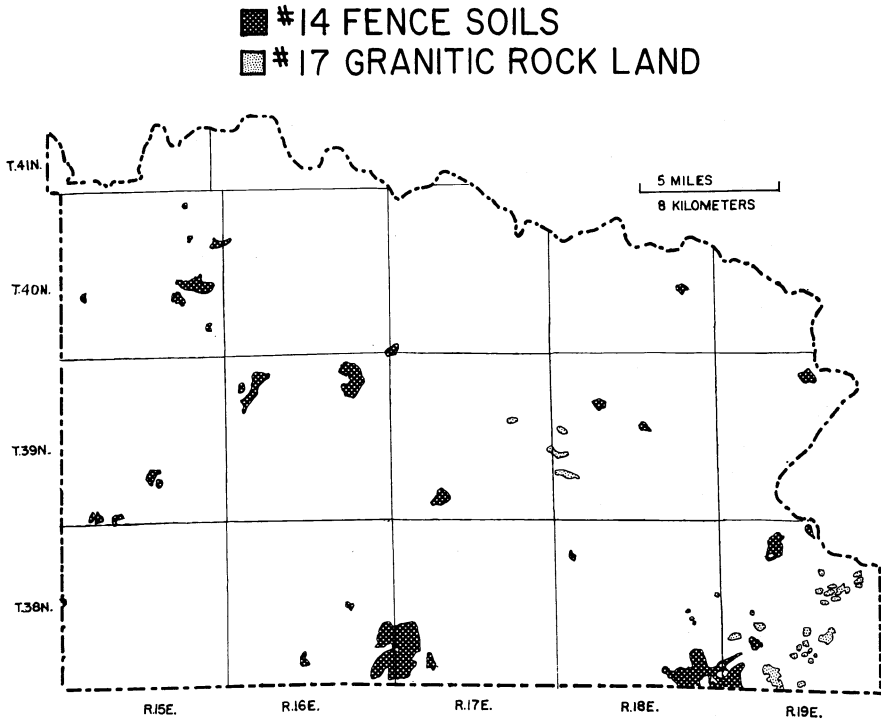 #14 FENCE SOILS
#17 GRANITIC ROCK LAND
T.41N.
5 MILES
8 KILOMETERS
T.40N.
T.39N.
T.38N.
R.15E. R.16E. R.17E. R.18E. R.19E.